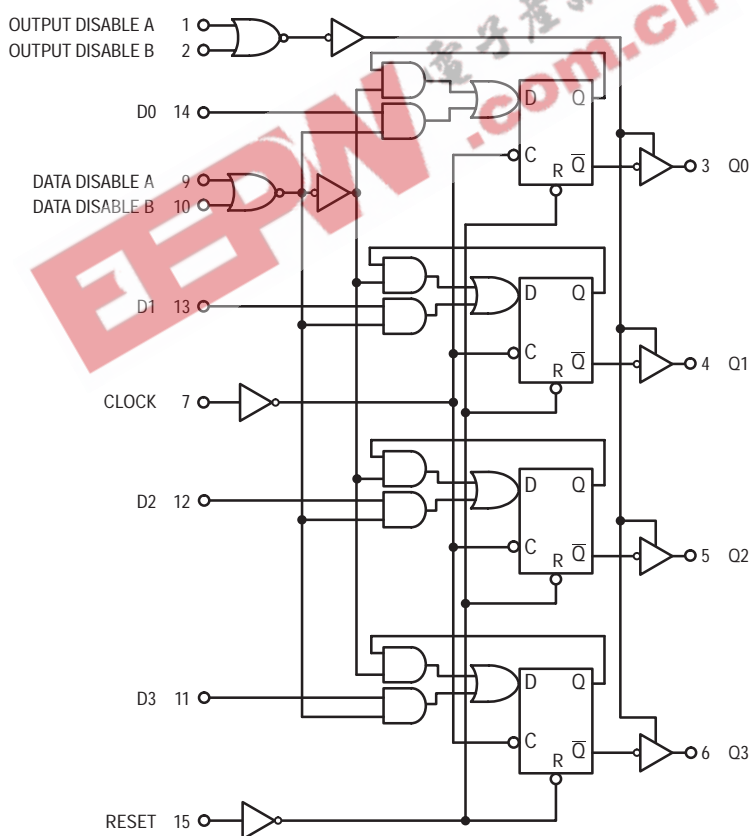 OUTPUT DISABLE A 1
OUTPUT DISABLE B 2
D0 14
D Q
C Q
R
3 Q0
DATA DISABLE A 9
DATA DISABLE B 10
D1 13
D Q
C Q
R
4 Q1
CLOCK 7
D2 12
D Q
C Q
R
5 Q2
D3 11
D Q
C Q
R
6 Q3
RESET 15
EEPW
.com.cn